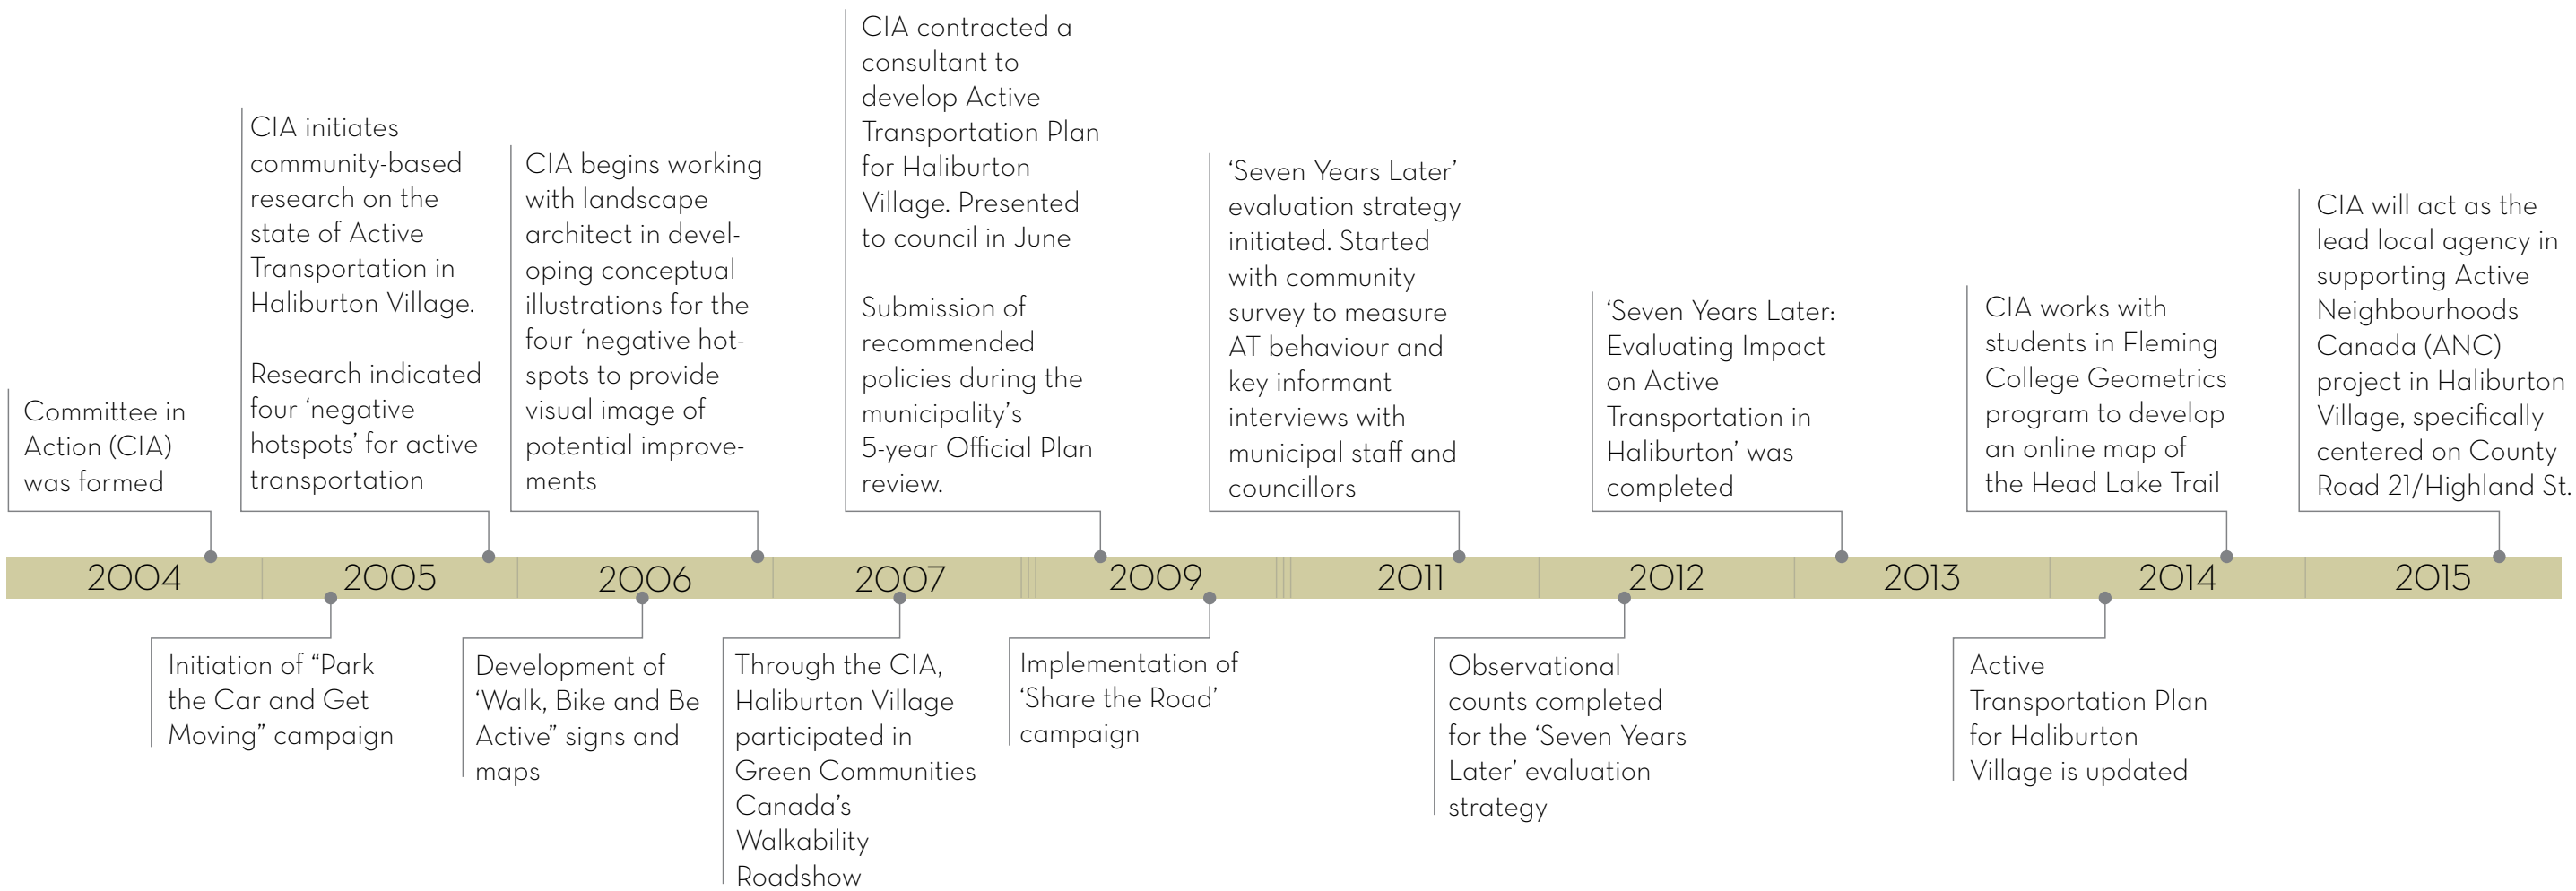 Committee in
Action (CIA)
was formed
CIA initiates
community-based
research on the
state of Active
Transportation in
Haliburton Village.
Research indicated
four ‘negative
hotspots’ for active
transportation
CIA begins working
with landscape
architect in devel-
oping conceptual
illustrations for the
four ‘negative hot-
spots to provide
visual image of
potential improve-
ments
CIA contracted a
consultant to
develop Active
Transportation Plan
for Haliburton
Village. Presented
to council in June
Submission of
recommended
policies during the
municipality’s
5-year Official Plan
review.
‘Seven Years Later’
evaluation strategy
initiated. Started
with community
survey to measure
AT behaviour and
key informant
interviews with
municipal staff and
councillors
‘Seven Years Later:
Evaluating Impact
on Active
Transportation in
Haliburton’ was
completed
CIA works with
students in Fleming
College Geometrics
program to develop
an online map of
the Head Lake Trail
CIA will act as the
lead local agency in
supporting Active
Neighbourhoods
Canada (ANC)
project in Haliburton
Village, specifically
centered on County
Road 21/Highland St.
2004 2005 2006 2007 2009 2011 2012 2013 2014 2015
Initiation of “Park
the Car and Get
Moving” campaign
Development of
‘Walk, Bike and Be
Active” signs and
maps
Through the CIA,
Haliburton Village
participated in
Green Communities
Canada’s
Walkability
Roadshow
Implementation of
‘Share the Road’
campaign
Observational
counts completed
for the ‘Seven Years
Later’ evaluation
strategy
Active
Transportation Plan
for Haliburton
Village is updated